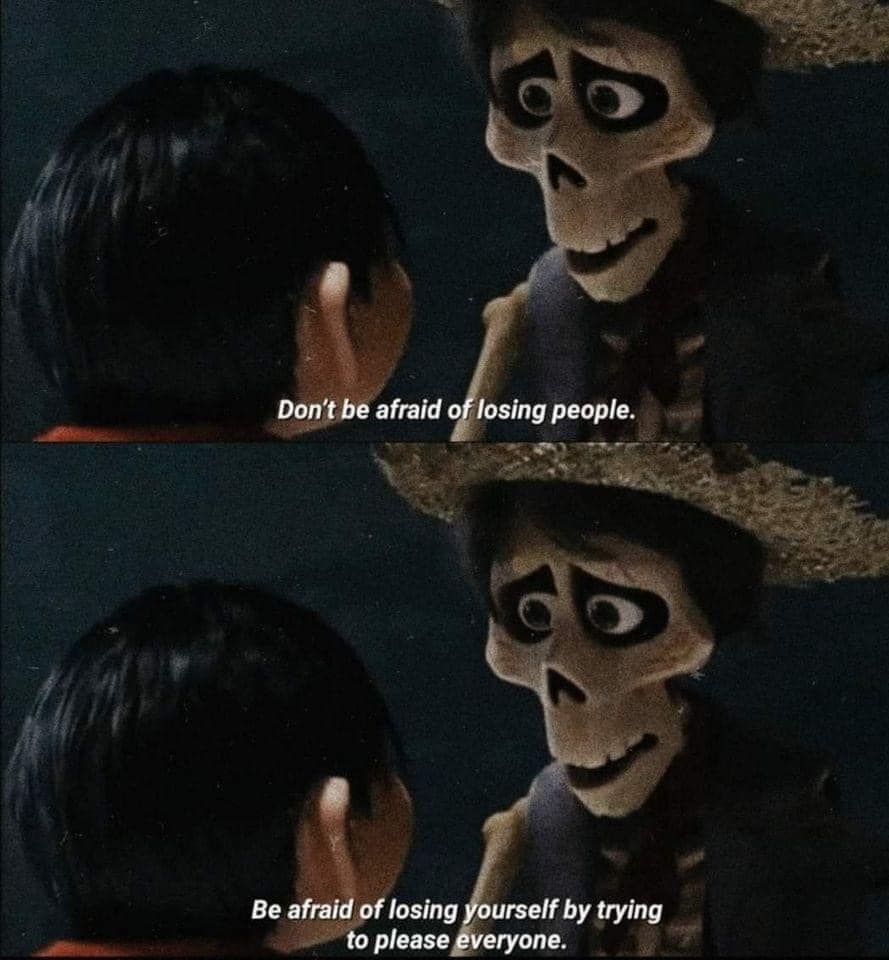 Don't be afraid of losing people.
Be afraid of losing yourself by trying
to please everyone.